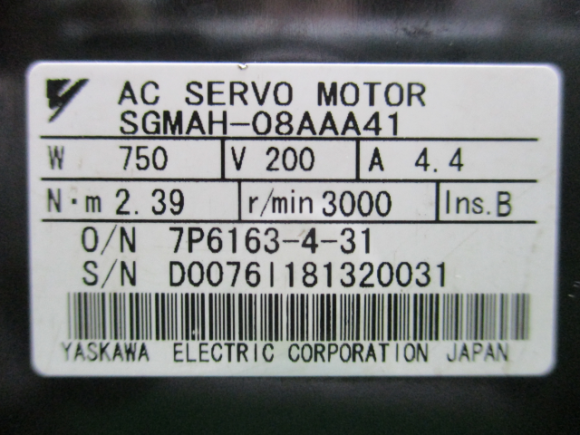 AC SERVO MOTOR
SGMAH-08AAA41
W 750 V 200 A 4.4
N・m 2.39 r/min 3000 Ins.B
O/N 7P6163-4-31
S/N D0076I181320031
YASKAWA ELECTRIC CORPORATION JAPAN